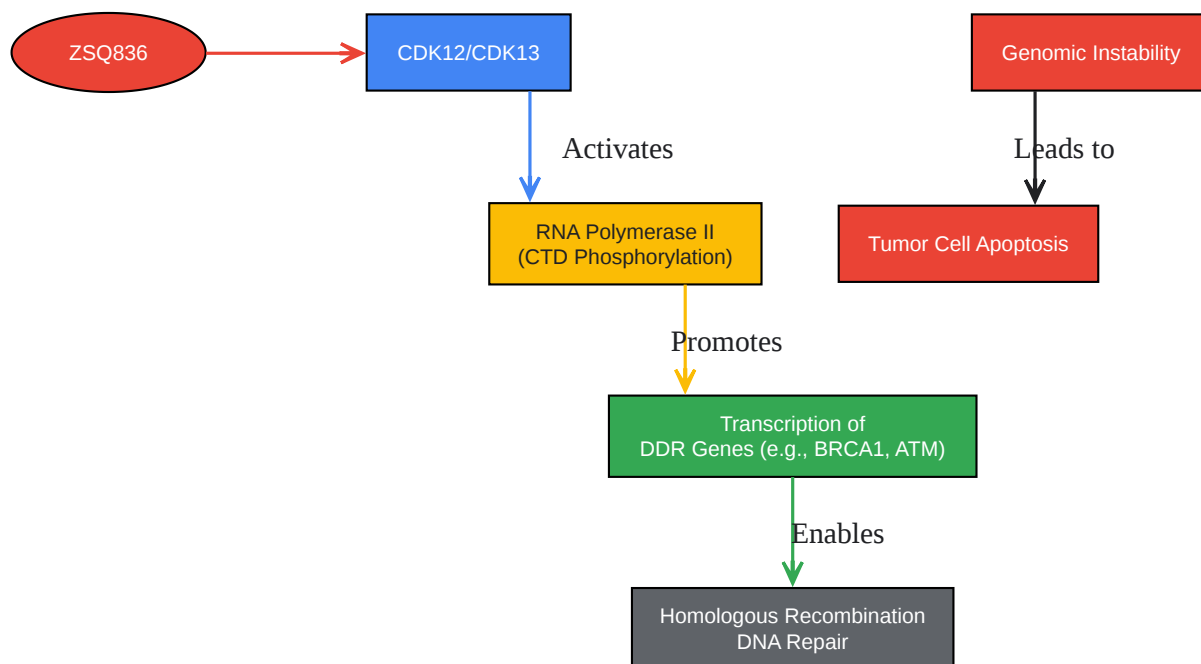 ZSQ836
CDK12/CDK13
Genomic Instability
Activates
Leads to
RNA Polymerase II
(CTD Phosphorylation)
Tumor Cell Apoptosis
Promotes
Transcription of
DDR Genes (e.g., BRCA1, ATM)
Enables
Homologous Recombination
DNA Repair